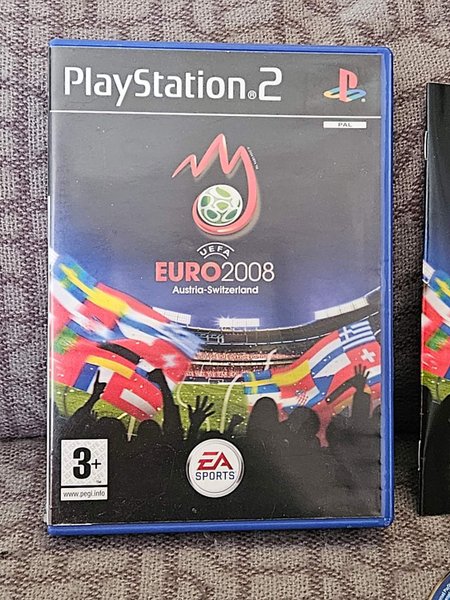 PlayStation®2
PAL
UEFA
EURO2008
Austria-Switzerland
3+
www.pegi.info
EA
SPORTS